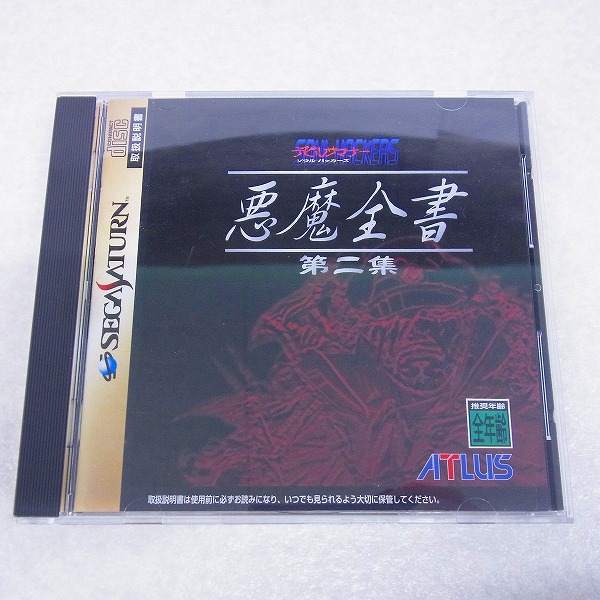 COMPACT
disc
取扱説明書
SEGA SATURN™
デビルサマナー
SOUL HACKERS
ソウルハッカーズ
悪魔全書
第二集
推奨年齢
全年齢
ATLUS
取扱説明書は使用前に必ずお読みになり、いつでも見られるよう大切に保管してください。